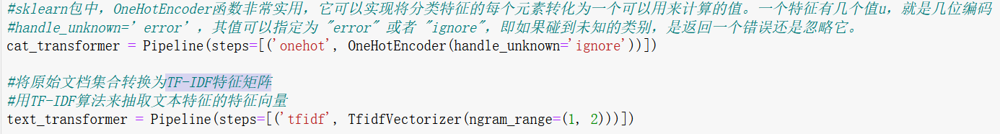 #sklearn包中，OneHotEncoder函数非常实用，它可以实现将分类特征的每个元素转化为一个可以用来计算的值。一个特征有几个值u，就是几位编码
#handle_unknown=’error’，其值可以指定为 "error" 或者 "ignore"，即如果碰到未知的类别，是返回一个错误还是忽略它。
cat_transformer = Pipeline(steps=[('onehot', OneHotEncoder(handle_unknown='ignore'))])
#将原始文档集合转换为TF-IDF特征矩阵
#用TF-IDF算法来抽取文本特征的特征向量
text_transformer = Pipeline(steps=[('tfidf', TfidfVectorizer(ngram_range=(1, 2)))])